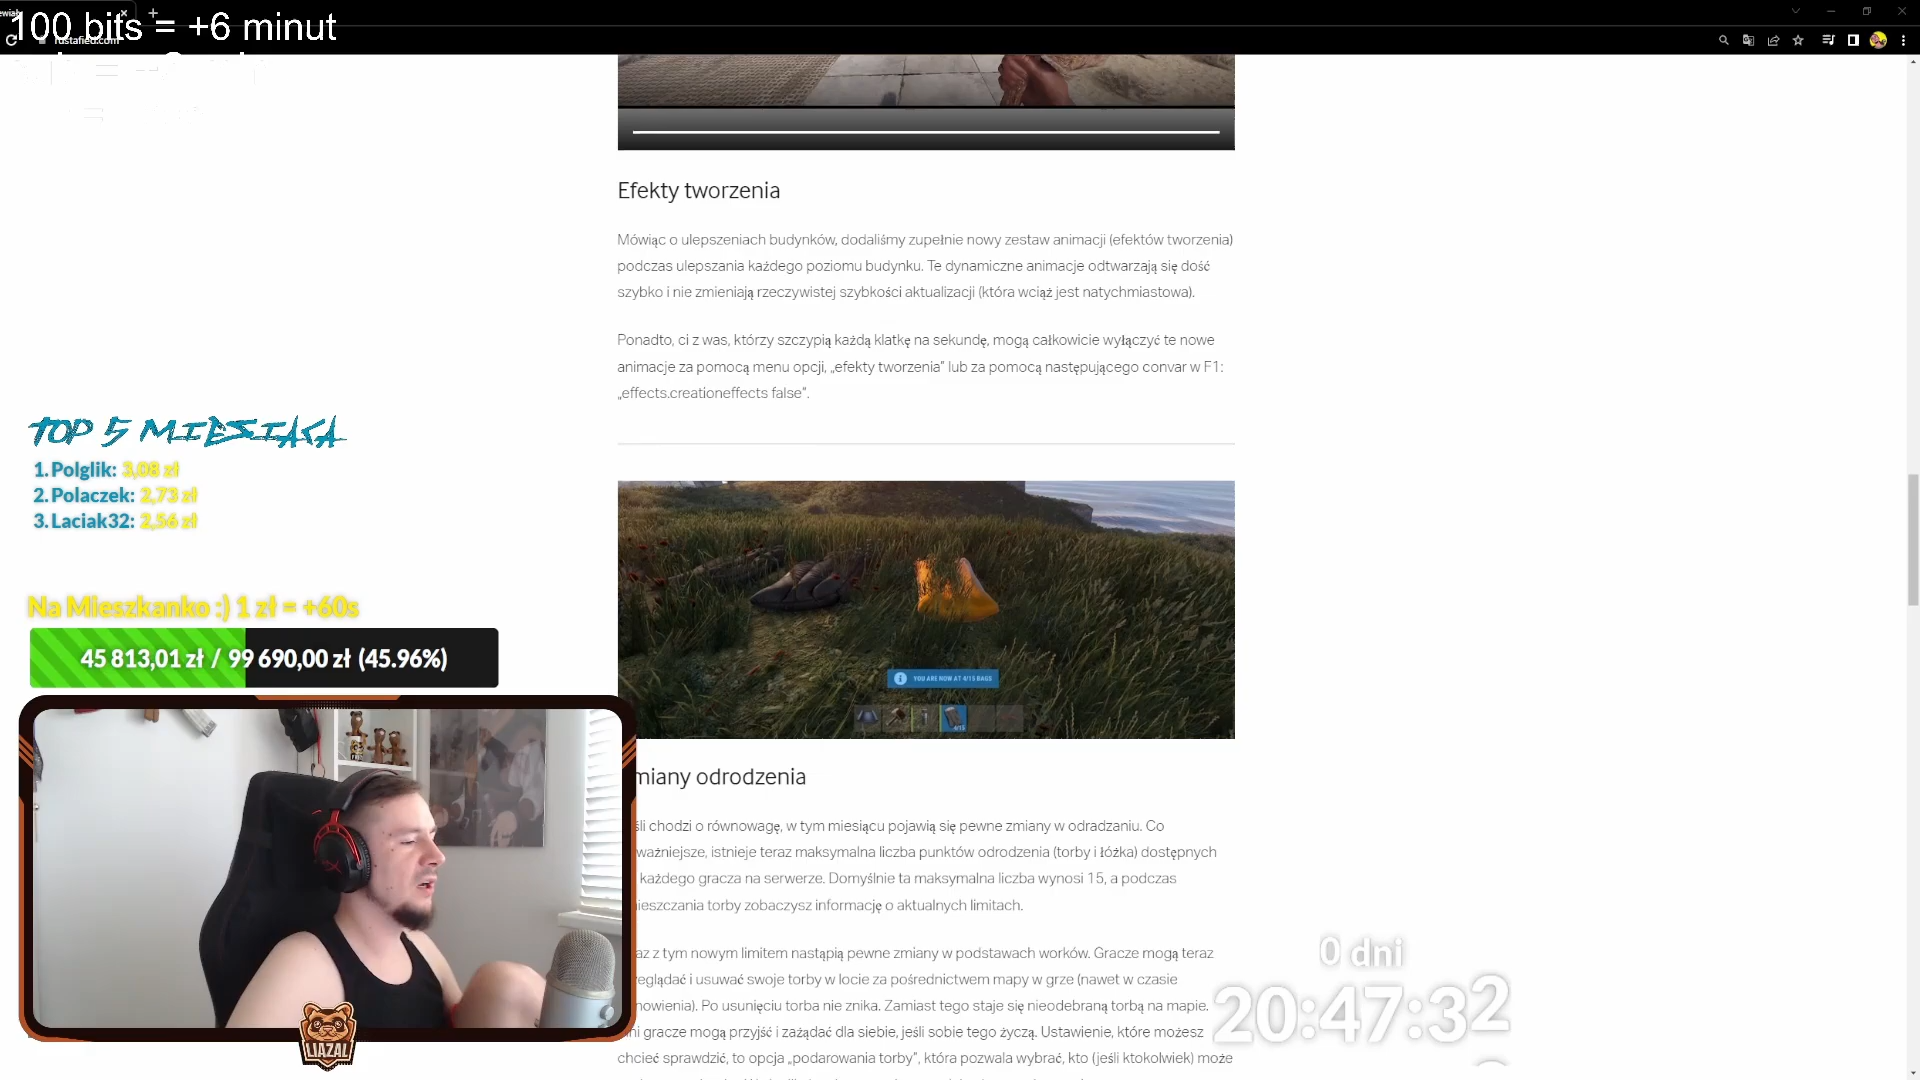 100 bits = +6 minut
rustafied.com
Efekty tworzenia
Mówiąc o ulepszeniach budynków, dodaliśmy zupełnie nowy zestaw animacji (efektów tworzenia)
podczas ulepszania każdego poziomu budynku. Te dynamiczne animacje odtwarzają się dość
szybko i nie zmieniają rzeczywistej szybkości aktualizacji (która wciąż jest natychmiastowa).
Ponadto, ci z was, którzy szczypią każdą klatkę na sekundę, mogą całkowicie wyłączyć te nowe
animacje za pomocą menu opcji, „efekty tworzenia” lub za pomocą następującego convar w F1:
„effects.creationeffects false”.
TOP 5 MIESIĄCA
1. Polglik: 3,08 zł
2. Polaczek: 2,73 zł
3. Laciak32: 2,56 zł
Na Mieszkanko :) 1 zł = +60s
45 813,01 zł / 99 690,00 zł (45.96%)
YOU ARE NOW AT 4/15 BAGS
4/15
miany odrodzenia
śli chodzi o równowagę, w tym miesiącu pojawią się pewne zmiany w odradzaniu. Co
ważniejsze, istnieje teraz maksymalna liczba punktów odrodzenia (torby i łóżka) dostępnych
każdego gracza na serwerze. Domyślnie ta maksymalna liczba wynosi 15, a podczas
ieszczania torby zobaczysz informację o aktualnych limitach.
az z tym nowym limitem nastąpią pewne zmiany w podstawach worków. Gracze mogą teraz
eglądać i usuwać swoje torby w locie za pośrednictwem mapy w grze (nawet w czasie
nowienia). Po usunięciu torba nie znika. Zamiast tego staje się nieodebraną torbą na mapie.
ni gracze mogą przyjść i zażądać dla siebie, jeśli sobie tego życzą. Ustawienie, które możesz
chcieć sprawdzić, to opcja „podarowania torby”, która pozwala wybrać, kto (jeśli ktokolwiek) może
0 dni
20:47:32
LIAZAL